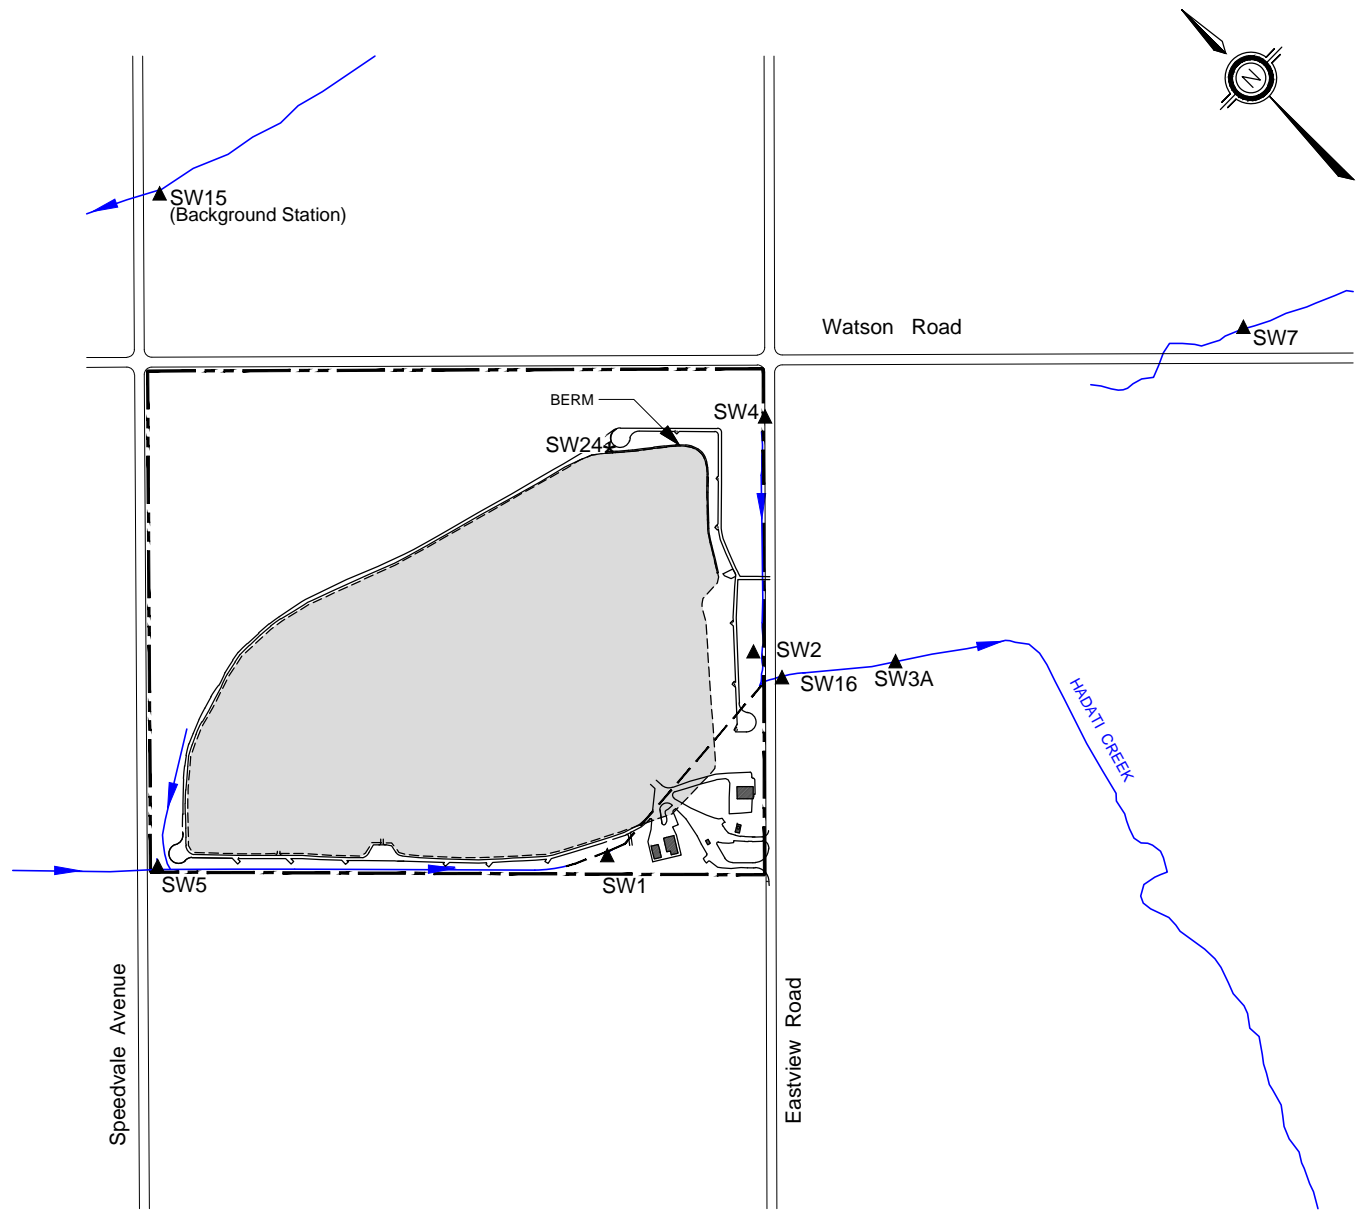 N
SW15
(Background Station)
Watson Road
SW7
BERM
SW4
SW24
SW2
SW16
SW3A
HADATI CREEK
SW5
SW1
Speedvale Avenue
Eastview Road